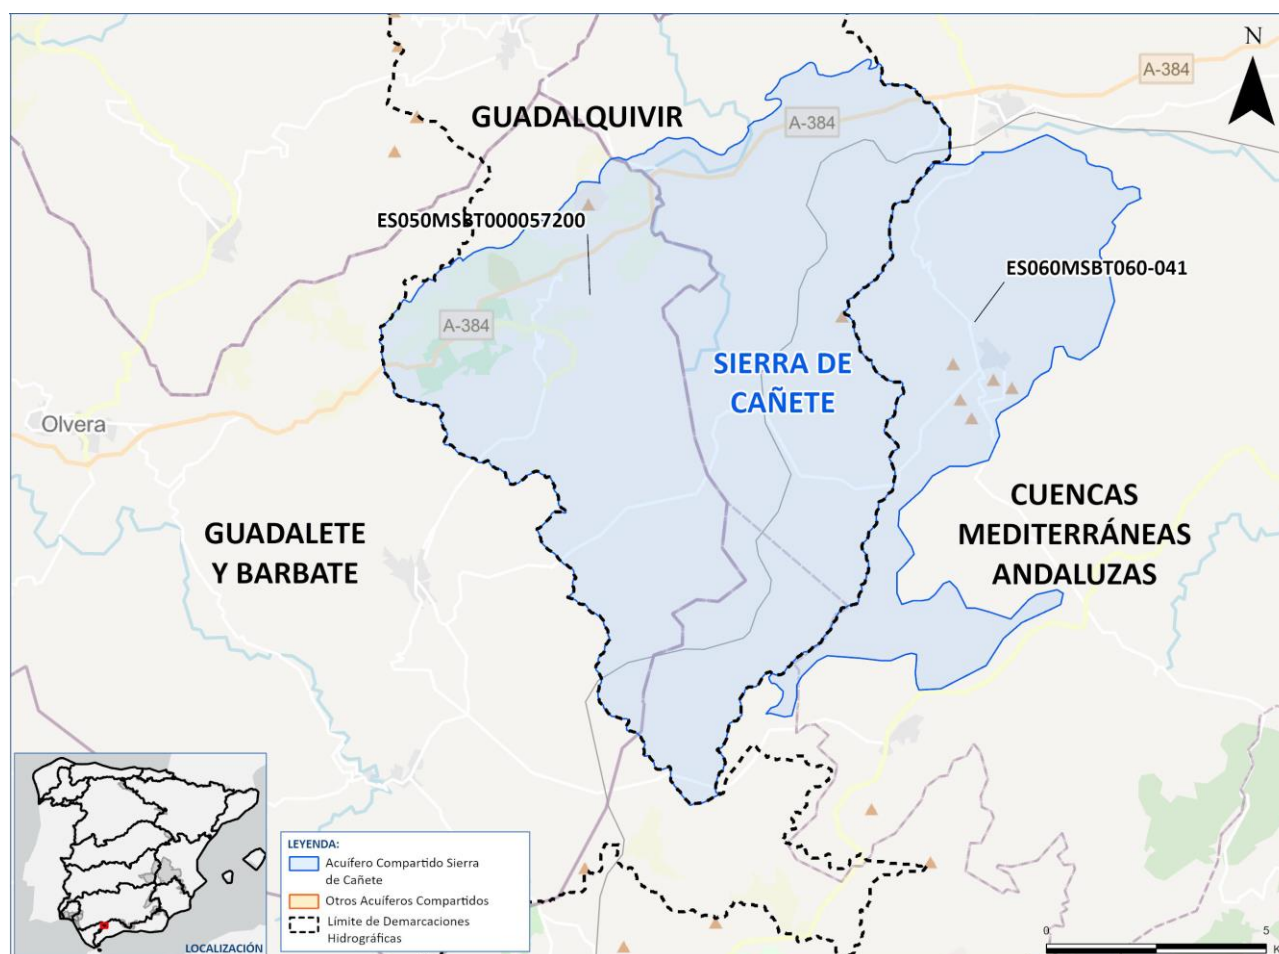 N
A-384
GUADALQUIVIR
A-384
ES050MSBT000057200
ES060MSBT060-041
A-384
SIERRA DE
CAÑETE
Olvera
CUENCAS
MEDITERRÁNEAS
ANDALUZAS
GUADALETE
Y BARBATE
LEYENDA:
Acuífero Compartido Sierra
de Cañete
Otros Acuíferos Compartidos
Límite de Demarcaciones
Hidrográficas
LOCALIZACIÓN
0 5
K